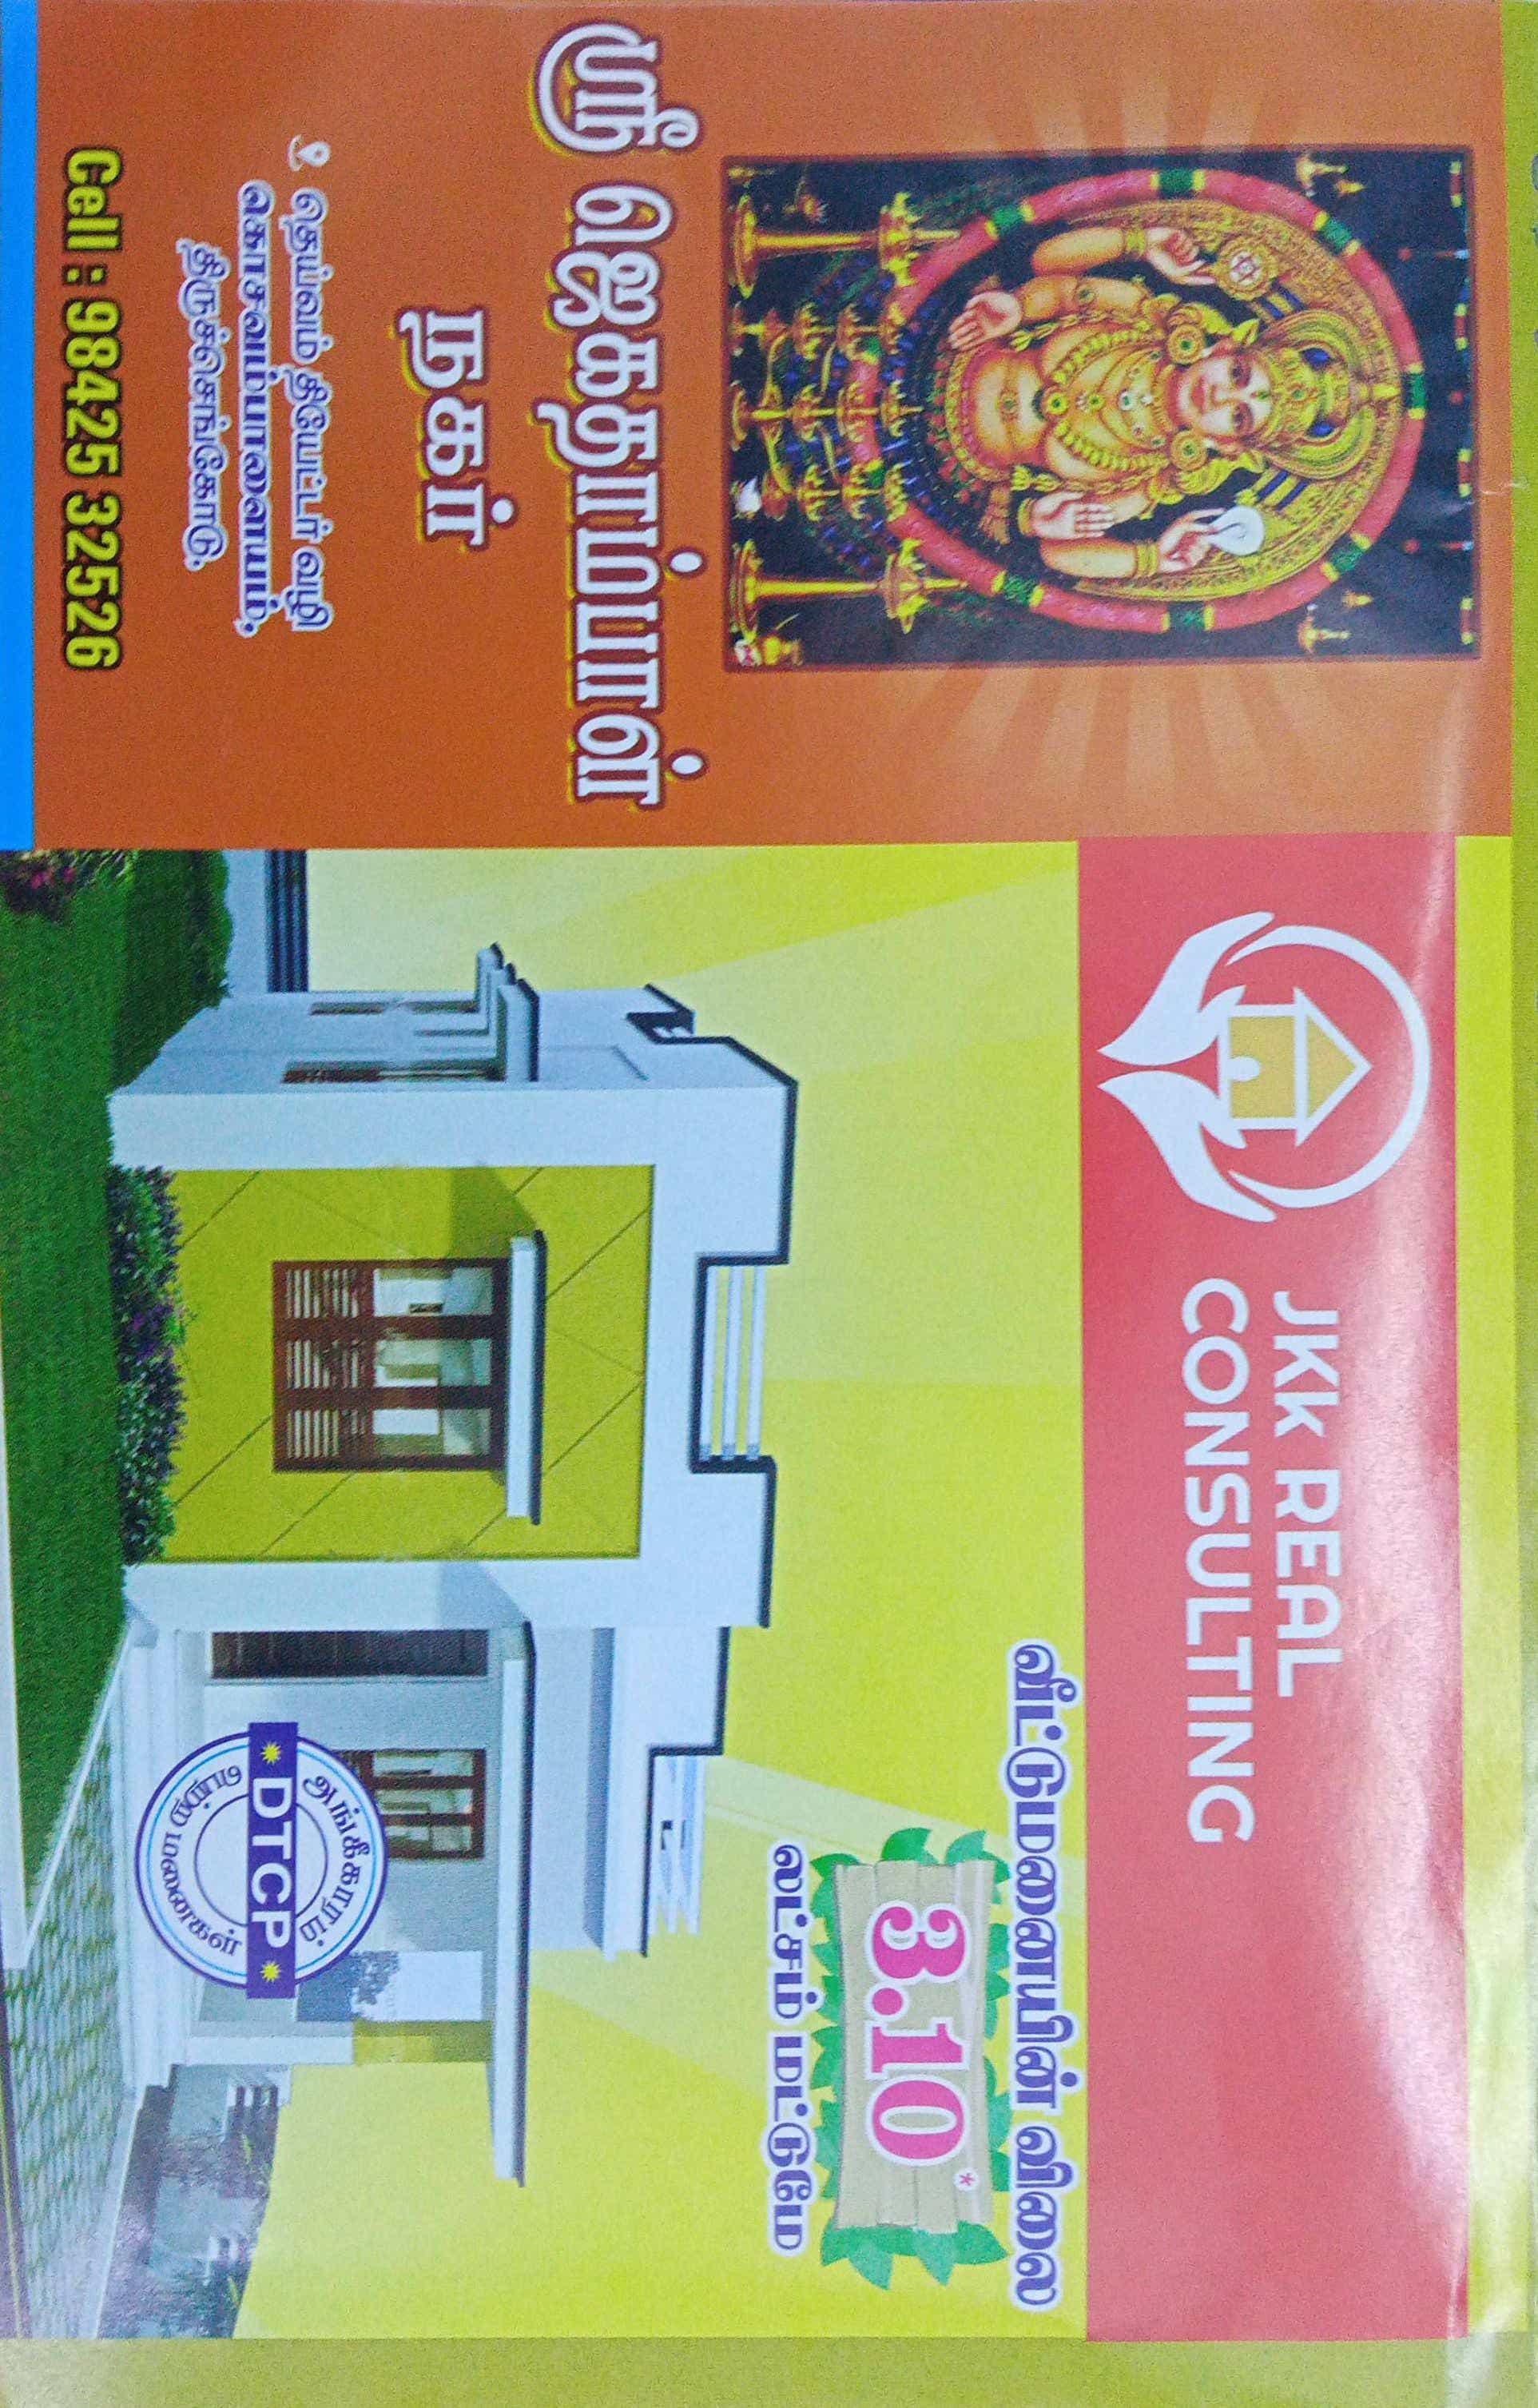 ஸ்ரீ ஜெகதாம்பாள்
நகர்
தெய்வம் தியேட்டர் வழி
கொசவம்பாளையம்,
திருச்செங்கோடு.
Cell : 98425 32526
JKk REAL
CONSULTING
வீட்டுமனையின் விலை
3.10*
லட்சம் மட்டுமே
அங்கீகாரம்
DTCP
பெற்ற மனைகள்